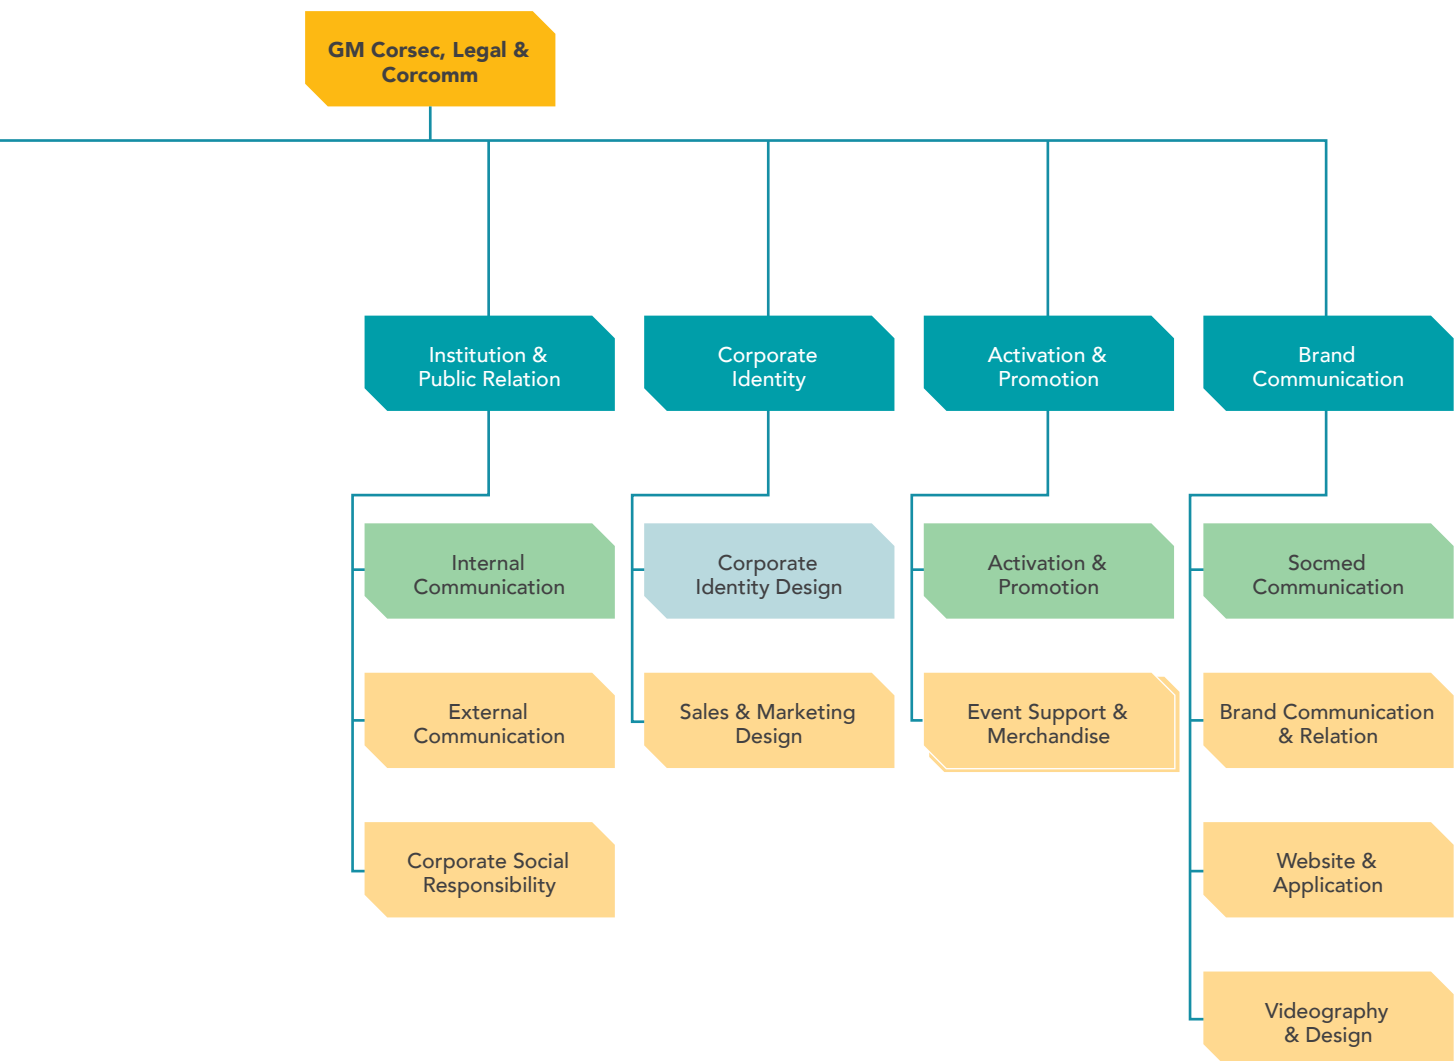 GM Corsec, Legal &
Corcomm
Institution &
Public Relation
Corporate
Identity
Activation &
Promotion
Brand
Communication
Internal
Communication
Corporate
Identity Design
Activation &
Promotion
Socmed
Communication
External
Communication
Sales & Marketing
Design
Event Support &
Merchandise
Brand Communication
& Relation
Corporate Social
Responsibility
Website &
Application
Videography
& Design